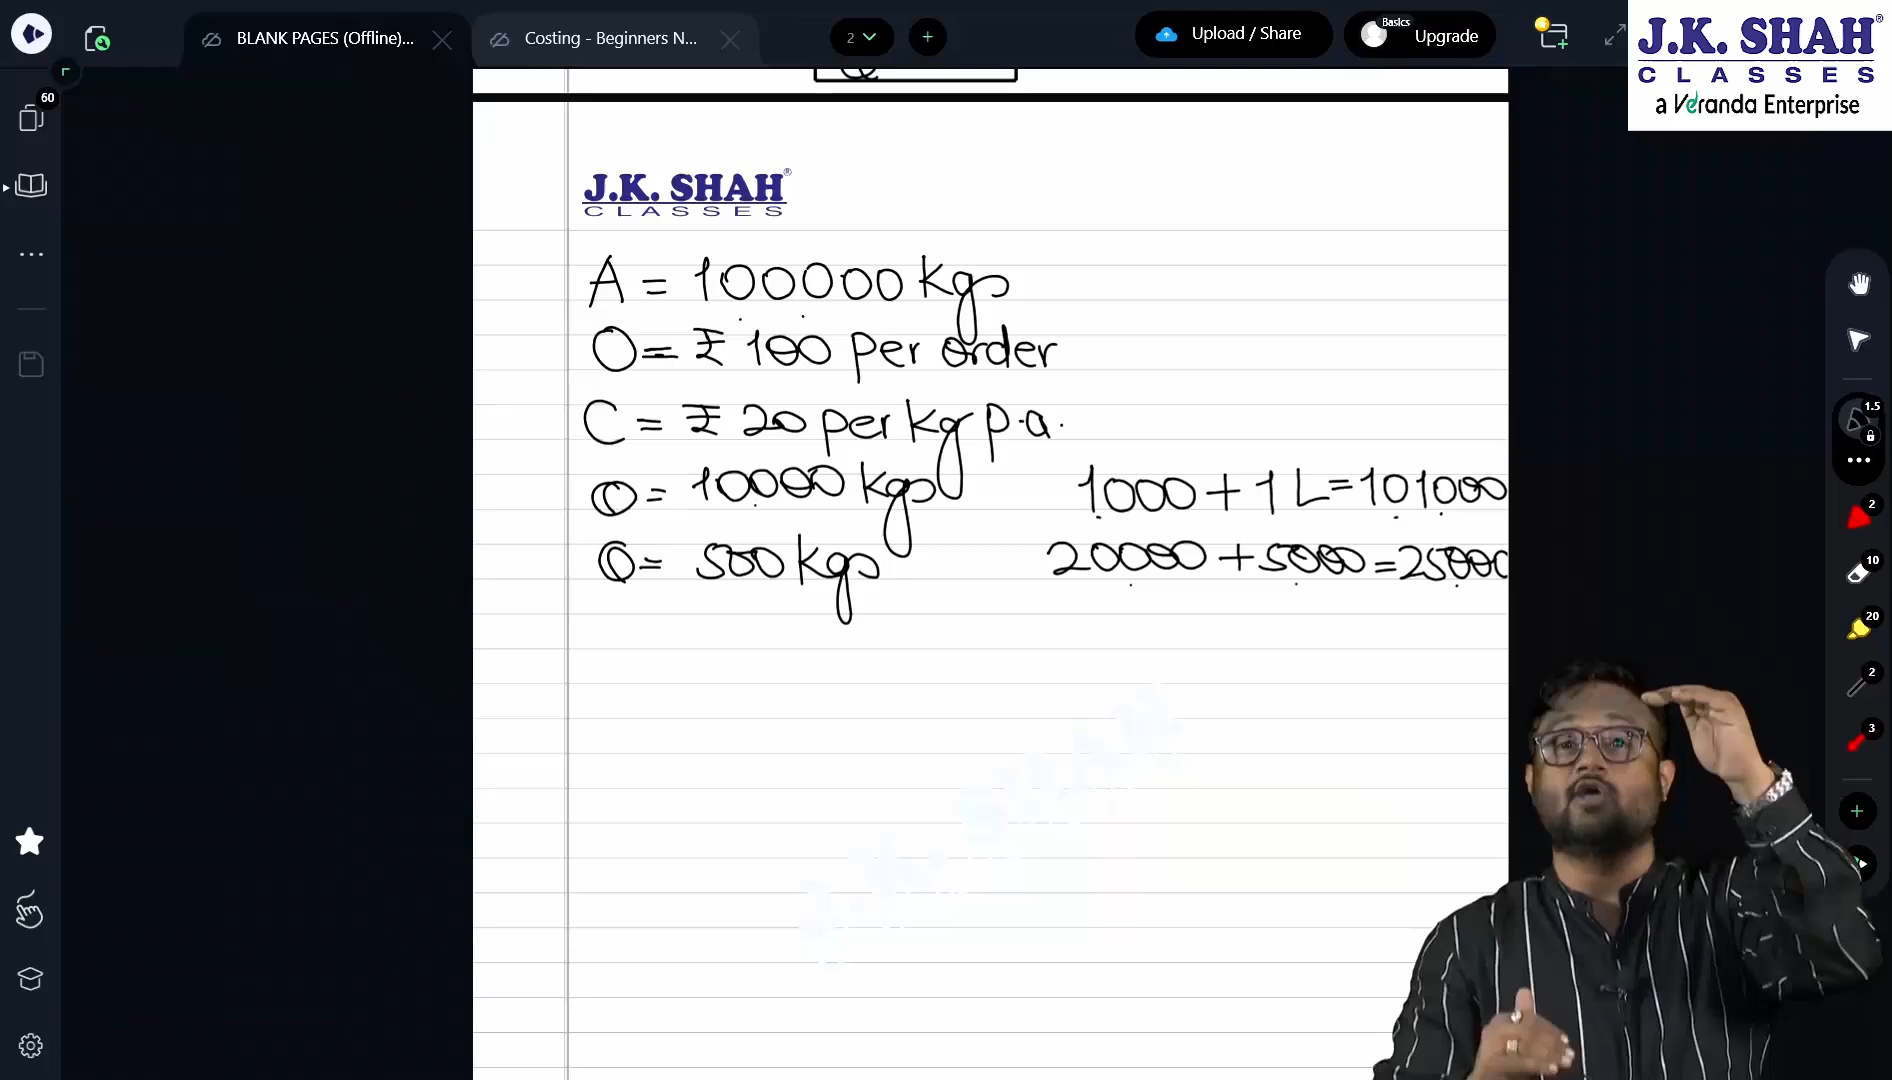 BLANK PAGES (Offline)...
Costing - Beginners N...
2
+
Upload / Share
Basics
Upgrade
J.K. SHAH®
CLASSES
a Veranda Enterprise
60
J.K. SHAH®
CLASSES
A = 100000 kgs
O = ₹ 100 per order
C = ₹ 20 per kg p.a.
Q = 10000 kgs 1000 + 1 L = 101000
Q = 500 kgs 20000 + 5000 = 25000
J.K. SHAH
1.5
2
10
20
2
3
+